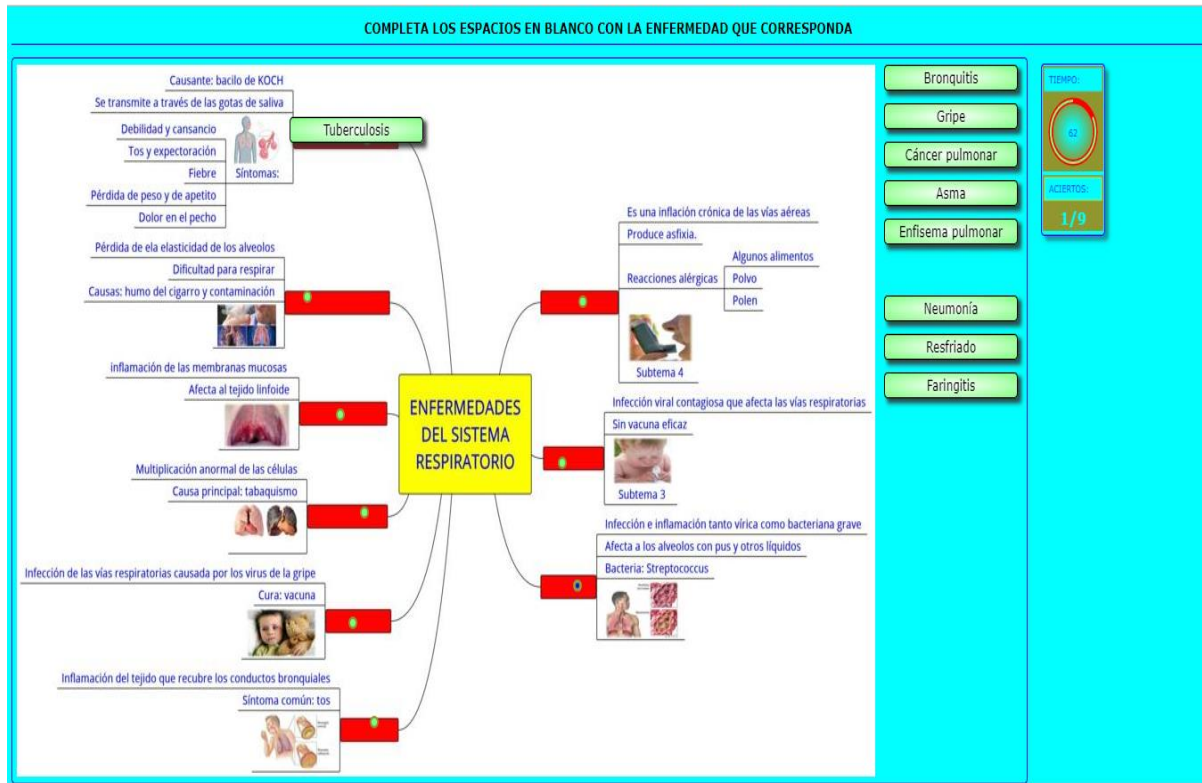 COMPLETA LOS ESPACIOS EN BLANCO CON LA ENFERMEDAD QUE CORRESPONDA
Causante: bacilo de KOCH
Se transmite a través de las gotas de saliva
Tuberculosis
Debilidad y cansancio
Tos y expectoración
Fiebre
Síntomas:
Pérdida de peso y de apetito
Dolor en el pecho
Pérdida de ela elasticidad de los alveolos
Dificultad para respirar
Causas: humo del cigarro y contaminación
inflamación de las membranas mucosas
Afecta al tejido linfoide
Multiplicación anormal de las células
Causa principal: tabaquismo
Infección de las vías respiratorias causada por los virus de la gripe
Cura: vacuna
Inflamación del tejido que recubre los conductos bronquiales
Síntoma común: tos
ENFERMEDADES
DEL SISTEMA
RESPIRATORIO
Es una inflación crónica de las vías aéreas
Produce asfixia.
Reacciones alérgicas
Algunos alimentos
Polvo
Polen
Subtema 4
Infección viral contagiosa que afecta las vías respiratorias
Sin vacuna eficaz
Subtema 3
Infección e inflamación tanto vírica como bacteriana grave
Afecta a los alveolos con pus y otros líquidos
Bacteria: Streptococcus
Bronquitis
Gripe
Cáncer pulmonar
Asma
Enfisema pulmonar
Neumonía
Resfriado
Faringitis
TIEMPO:
62
ACIERTOS:
1/9